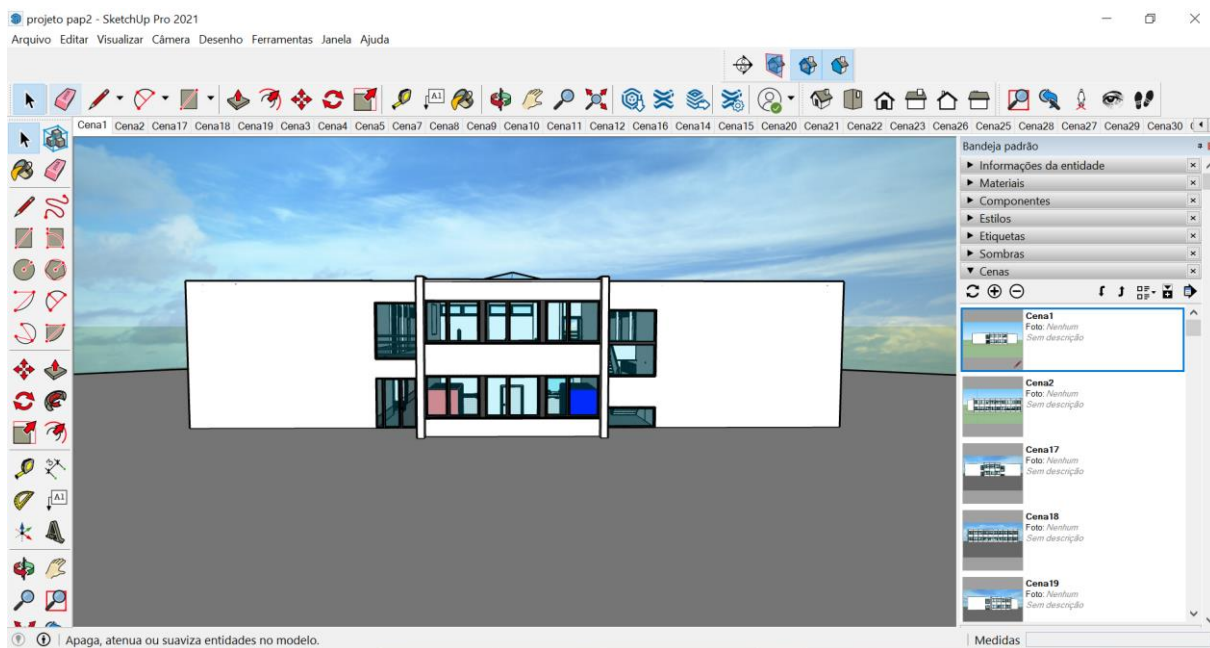 projeto pap2 - SketchUp Pro 2021
Arquivo Editar Visualizar Câmera Desenho Ferramentas Janela Ajuda
A1
Cena1 Cena2 Cena17 Cena18 Cena19 Cena3 Cena4 Cena5 Cena7 Cena8 Cena9 Cena10 Cena11 Cena12 Cena16 Cena14 Cena15 Cena20 Cena21 Cena22 Cena23 Cena26 Cena25 Cena28 Cena27 Cena29 Cena30
Bandeja padrão
Informações da entidade
Materiais
Componentes
Estilos
Etiquetas
Sombras
Cenas
Cena1
Foto: Nenhum
Sem descrição
Cena2
Foto: Nenhum
Sem descrição
Cena17
Foto: Nenhum
Sem descrição
Cena18
Foto: Nenhum
Sem descrição
Cena19
Foto: Nenhum
Sem descrição
A1
Apaga, atenua ou suaviza entidades no modelo.
Medidas